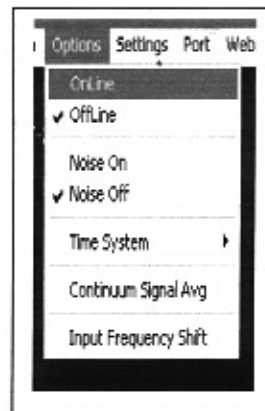 Options Settings Port Web
OnLine
✔ OffLine
Noise On
✔ Noise Off
Time System
Continuum Signal Avg
Input Frequency Shift